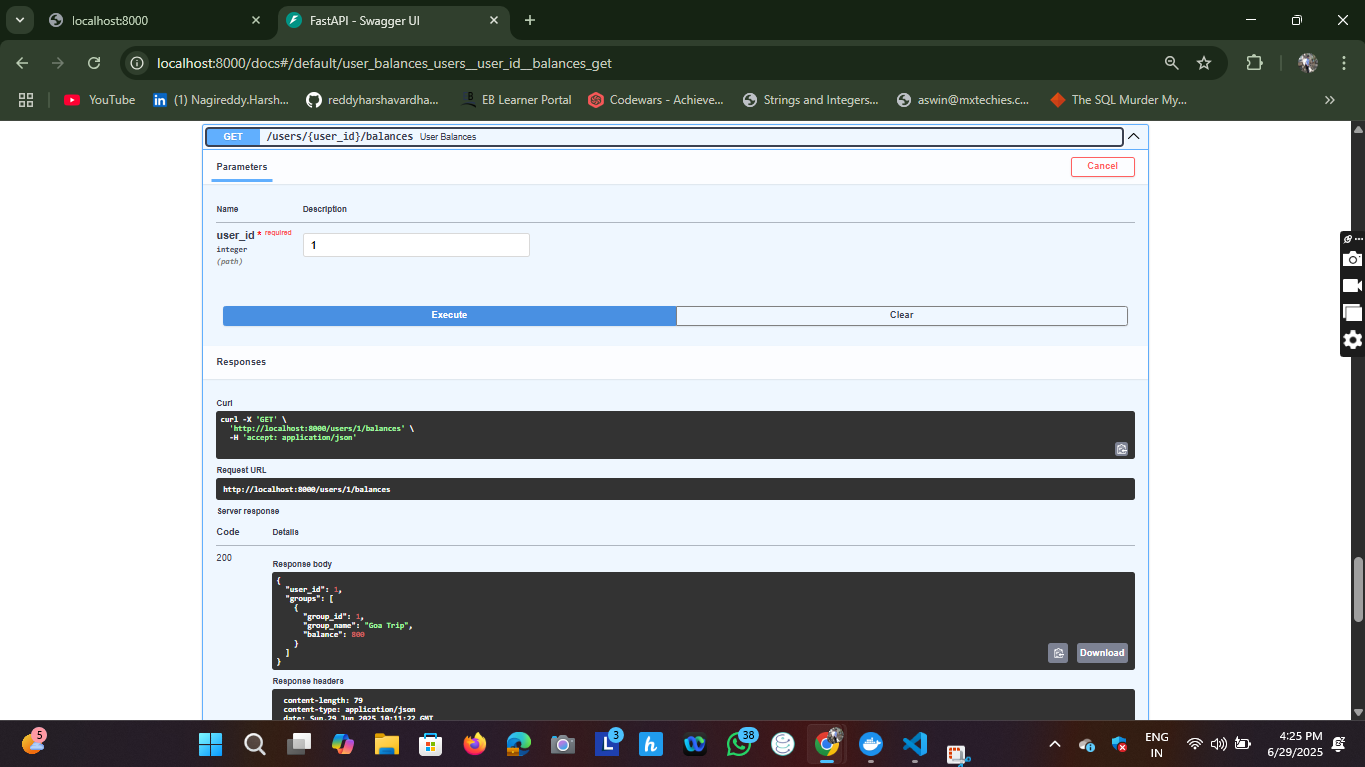 localhost:8000
FastAPI - Swagger UI
localhost:8000/docs#/default/user_balances_users__user_id__balances_get
YouTube
(1) Nagireddy.Harsh...
reddyharshavardha...
EB Learner Portal
Codewars - Achieve...
Strings and Integers...
aswin@mxtechies.c...
The SQL Murder My...
GET /users/{user_id}/balances User Balances
Parameters
Cancel
Name Description
user_id * required
integer
(path)
1
Execute
Clear
Responses
Curl
curl -X 'GET' \
'http://localhost:8000/users/1/balances' \
-H 'accept: application/json'
Request URL
http://localhost:8000/users/1/balances
Server response
Code Details
200
Response body
{
"user_id": 1,
"groups": [
{
"group_id": 1,
"group_name": "Goa Trip",
"balance": 800
}
]
}
Download
Response headers
content-length: 79
content-type: application/json
date: Sun,29 Jun 2025 10:11:22 GMT
5
3
38
ENG
IN
4:25 PM
6/29/2025